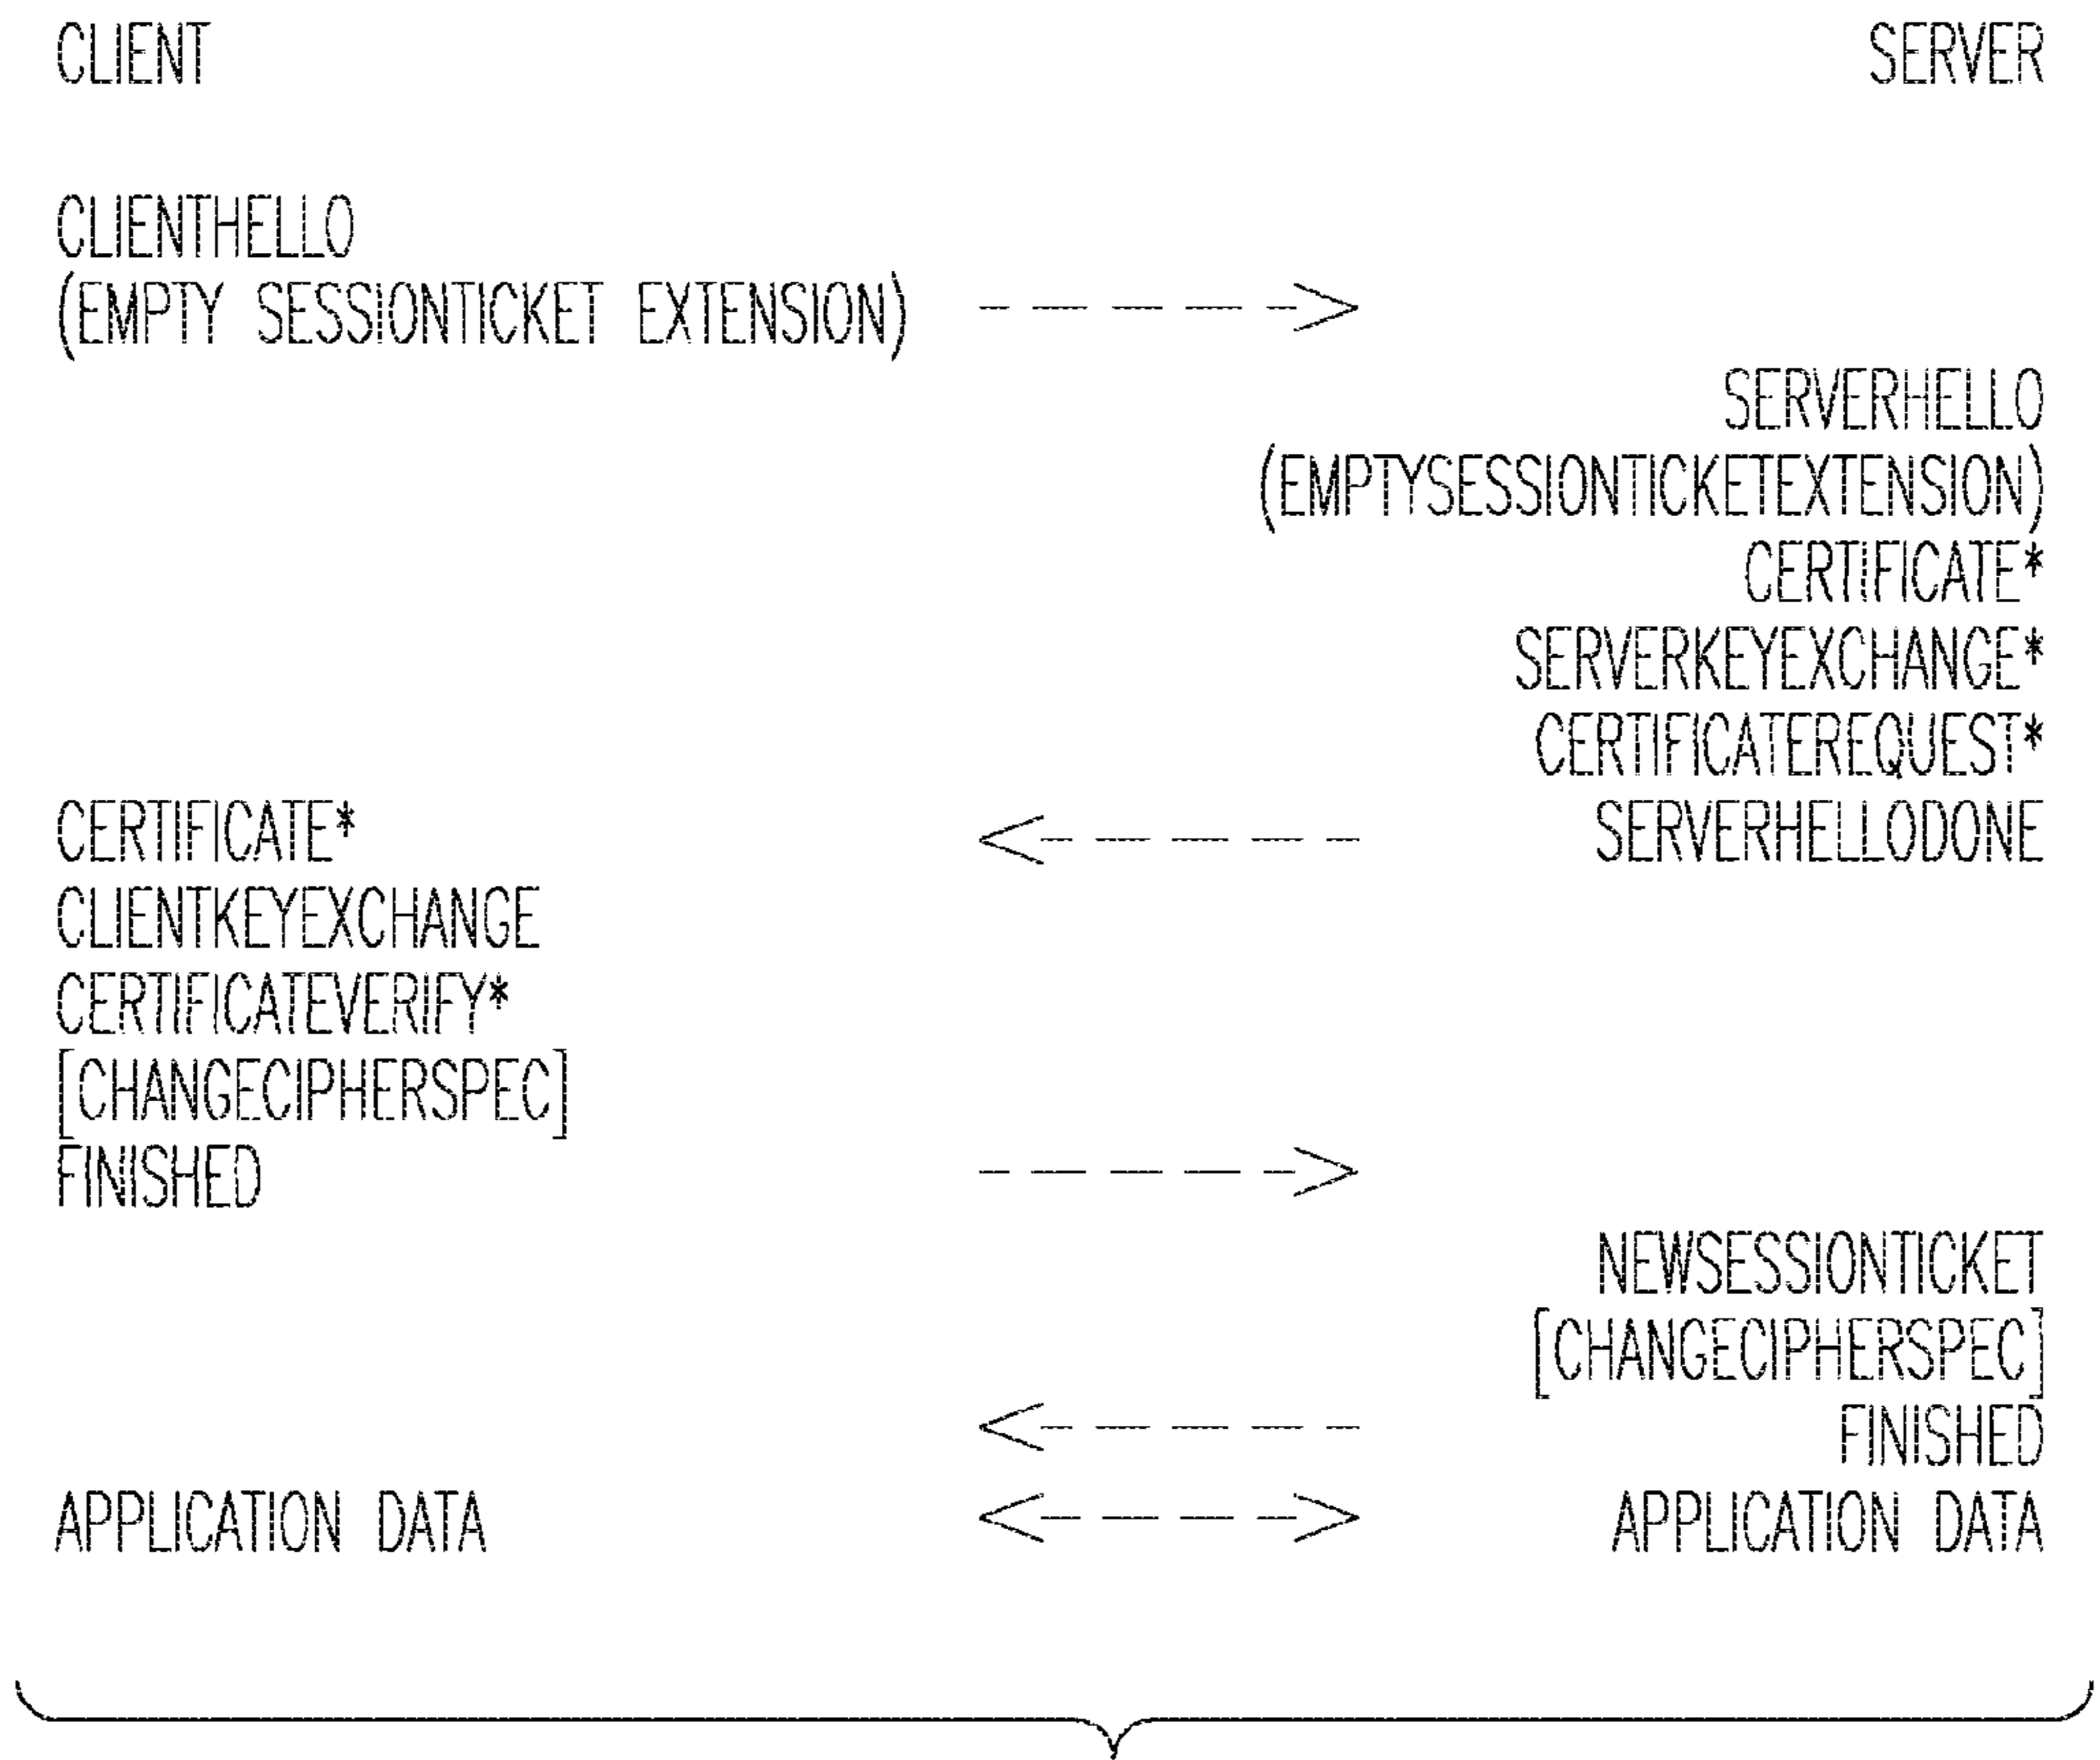 CLIENT SERVER
CLIENTHELLO
(EMPTY SESSIONTICKET EXTENSION)
SERVERHELLO
(EMPTYSESSIONTICKETEXTENSION)
CERTIFICATE*
SERVERKEYEXCHANGE*
CERTIFICATEREQUEST*
CERTIFICATE* SERVERHELLODONE
CLIENTKEYEXCHANGE
CERTIFICATEVERIFY*
[CHANGECIPHERSPEC]
FINISHED
NEWSESSIONTICKET
[CHANGECIPHERSPEC]
FINISHED
APPLICATION DATA APPLICATION DATA